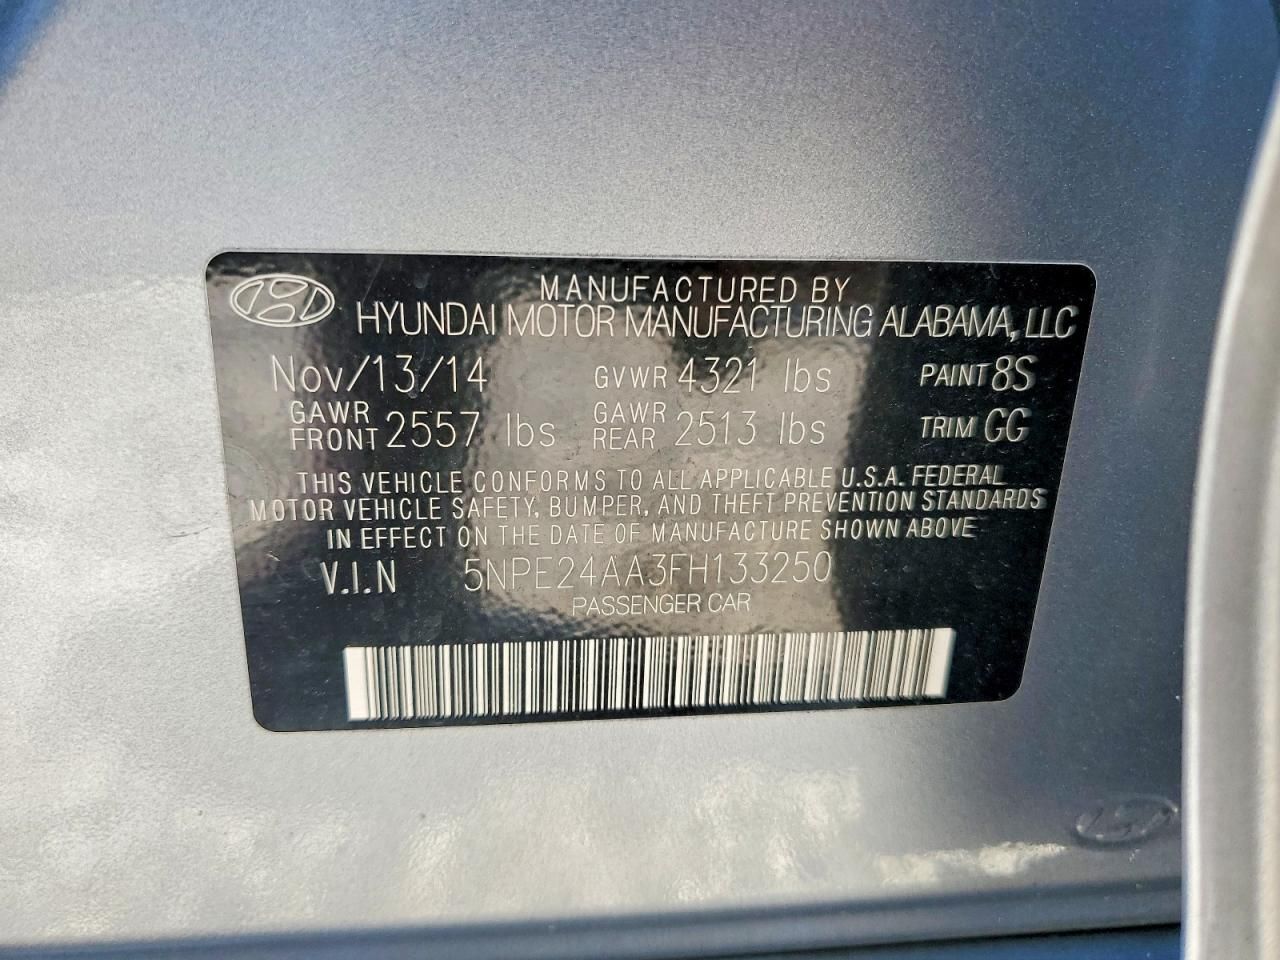 MANUFACTURED BY
HYUNDAI MOTOR MANUFACTURING ALABAMA, LLC
Nov/13/14 GVWR 4321 lbs PAINT 8S
GAWR FRONT 2557 lbs GAWR REAR 2513 lbs TRIM GG
THIS VEHICLE CONFORMS TO ALL APPLICABLE U.S.A. FEDERAL
MOTOR VEHICLE SAFETY, BUMPER, AND THEFT PREVENTION STANDARDS
IN EFFECT ON THE DATE OF MANUFACTURE SHOWN ABOVE
V.I.N 5NPE24AA3FH133250
PASSENGER CAR